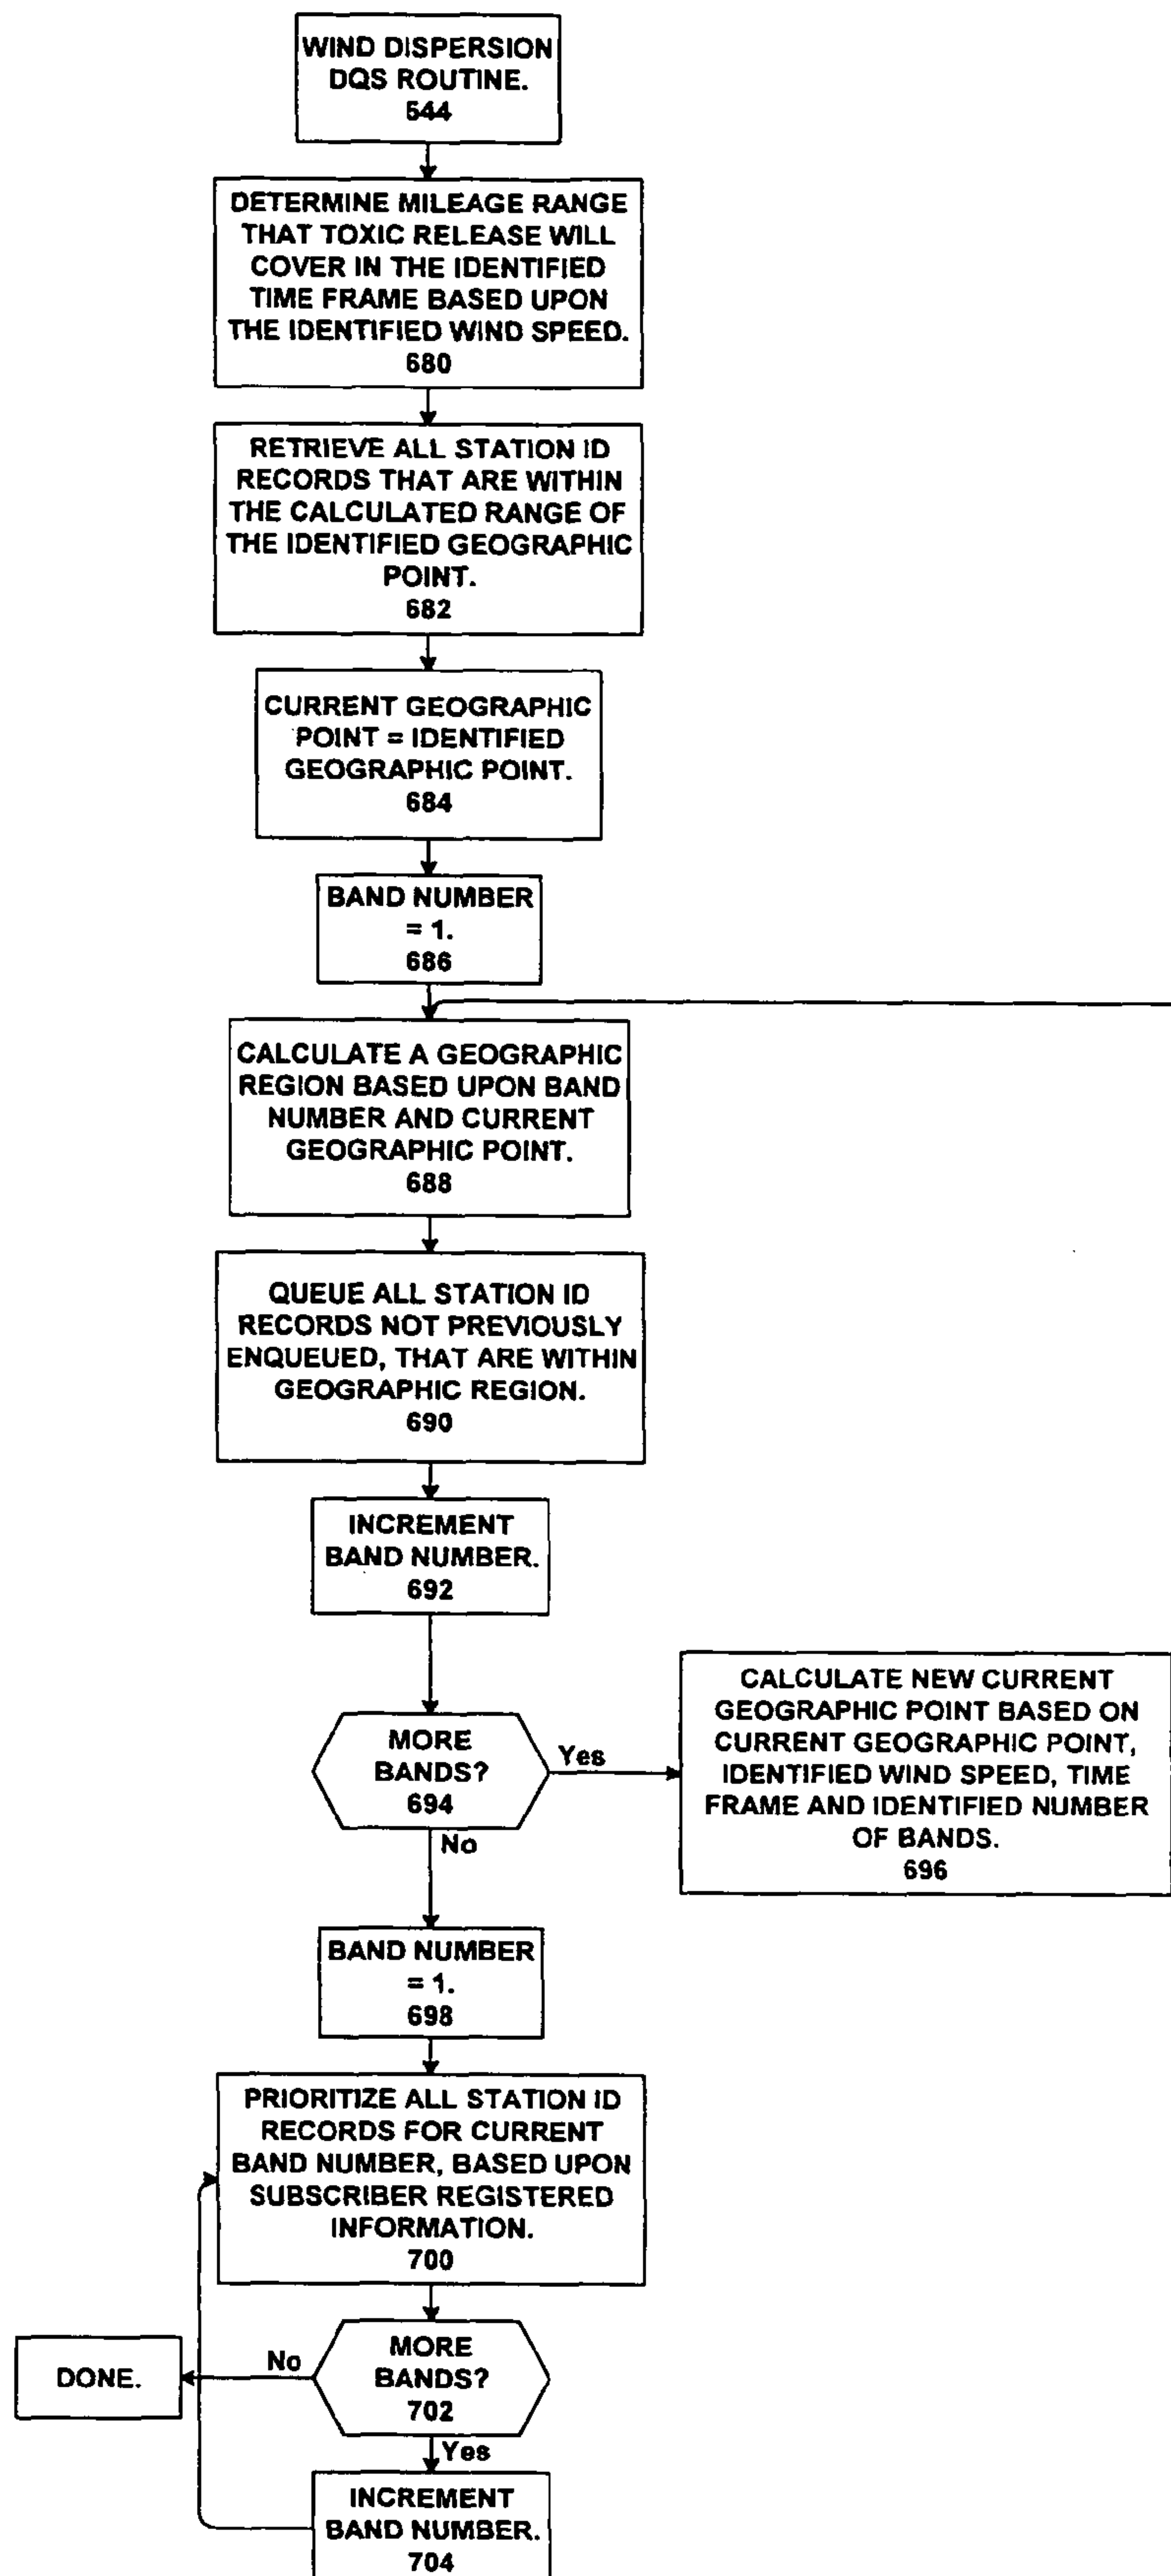 WIND DISPERSION
DQS ROUTINE.
544
DETERMINE MILEAGE RANGE
THAT TOXIC RELEASE WILL
COVER IN THE IDENTIFIED
TIME FRAME BASED UPON
THE IDENTIFIED WIND SPEED.
680
RETRIEVE ALL STATION ID
RECORDS THAT ARE WITHIN
THE CALCULATED RANGE OF
THE IDENTIFIED GEOGRAPHIC
POINT.
682
CURRENT GEOGRAPHIC
POINT = IDENTIFIED
GEOGRAPHIC POINT.
684
BAND NUMBER
= 1.
686
CALCULATE A GEOGRAPHIC
REGION BASED UPON BAND
NUMBER AND CURRENT
GEOGRAPHIC POINT.
688
QUEUE ALL STATION ID
RECORDS NOT PREVIOUSLY
ENQUEUED, THAT ARE WITHIN
GEOGRAPHIC REGION.
690
INCREMENT
BAND NUMBER.
692
MORE
BANDS?
694
Yes
No
CALCULATE NEW CURRENT
GEOGRAPHIC POINT BASED ON
CURRENT GEOGRAPHIC POINT,
IDENTIFIED WIND SPEED, TIME
FRAME AND IDENTIFIED NUMBER
OF BANDS.
696
BAND NUMBER
= 1.
698
PRIORITIZE ALL STATION ID
RECORDS FOR CURRENT
BAND NUMBER, BASED UPON
SUBSCRIBER REGISTERED
INFORMATION.
700
MORE
BANDS?
702
No
DONE.
Yes
INCREMENT
BAND NUMBER.
704